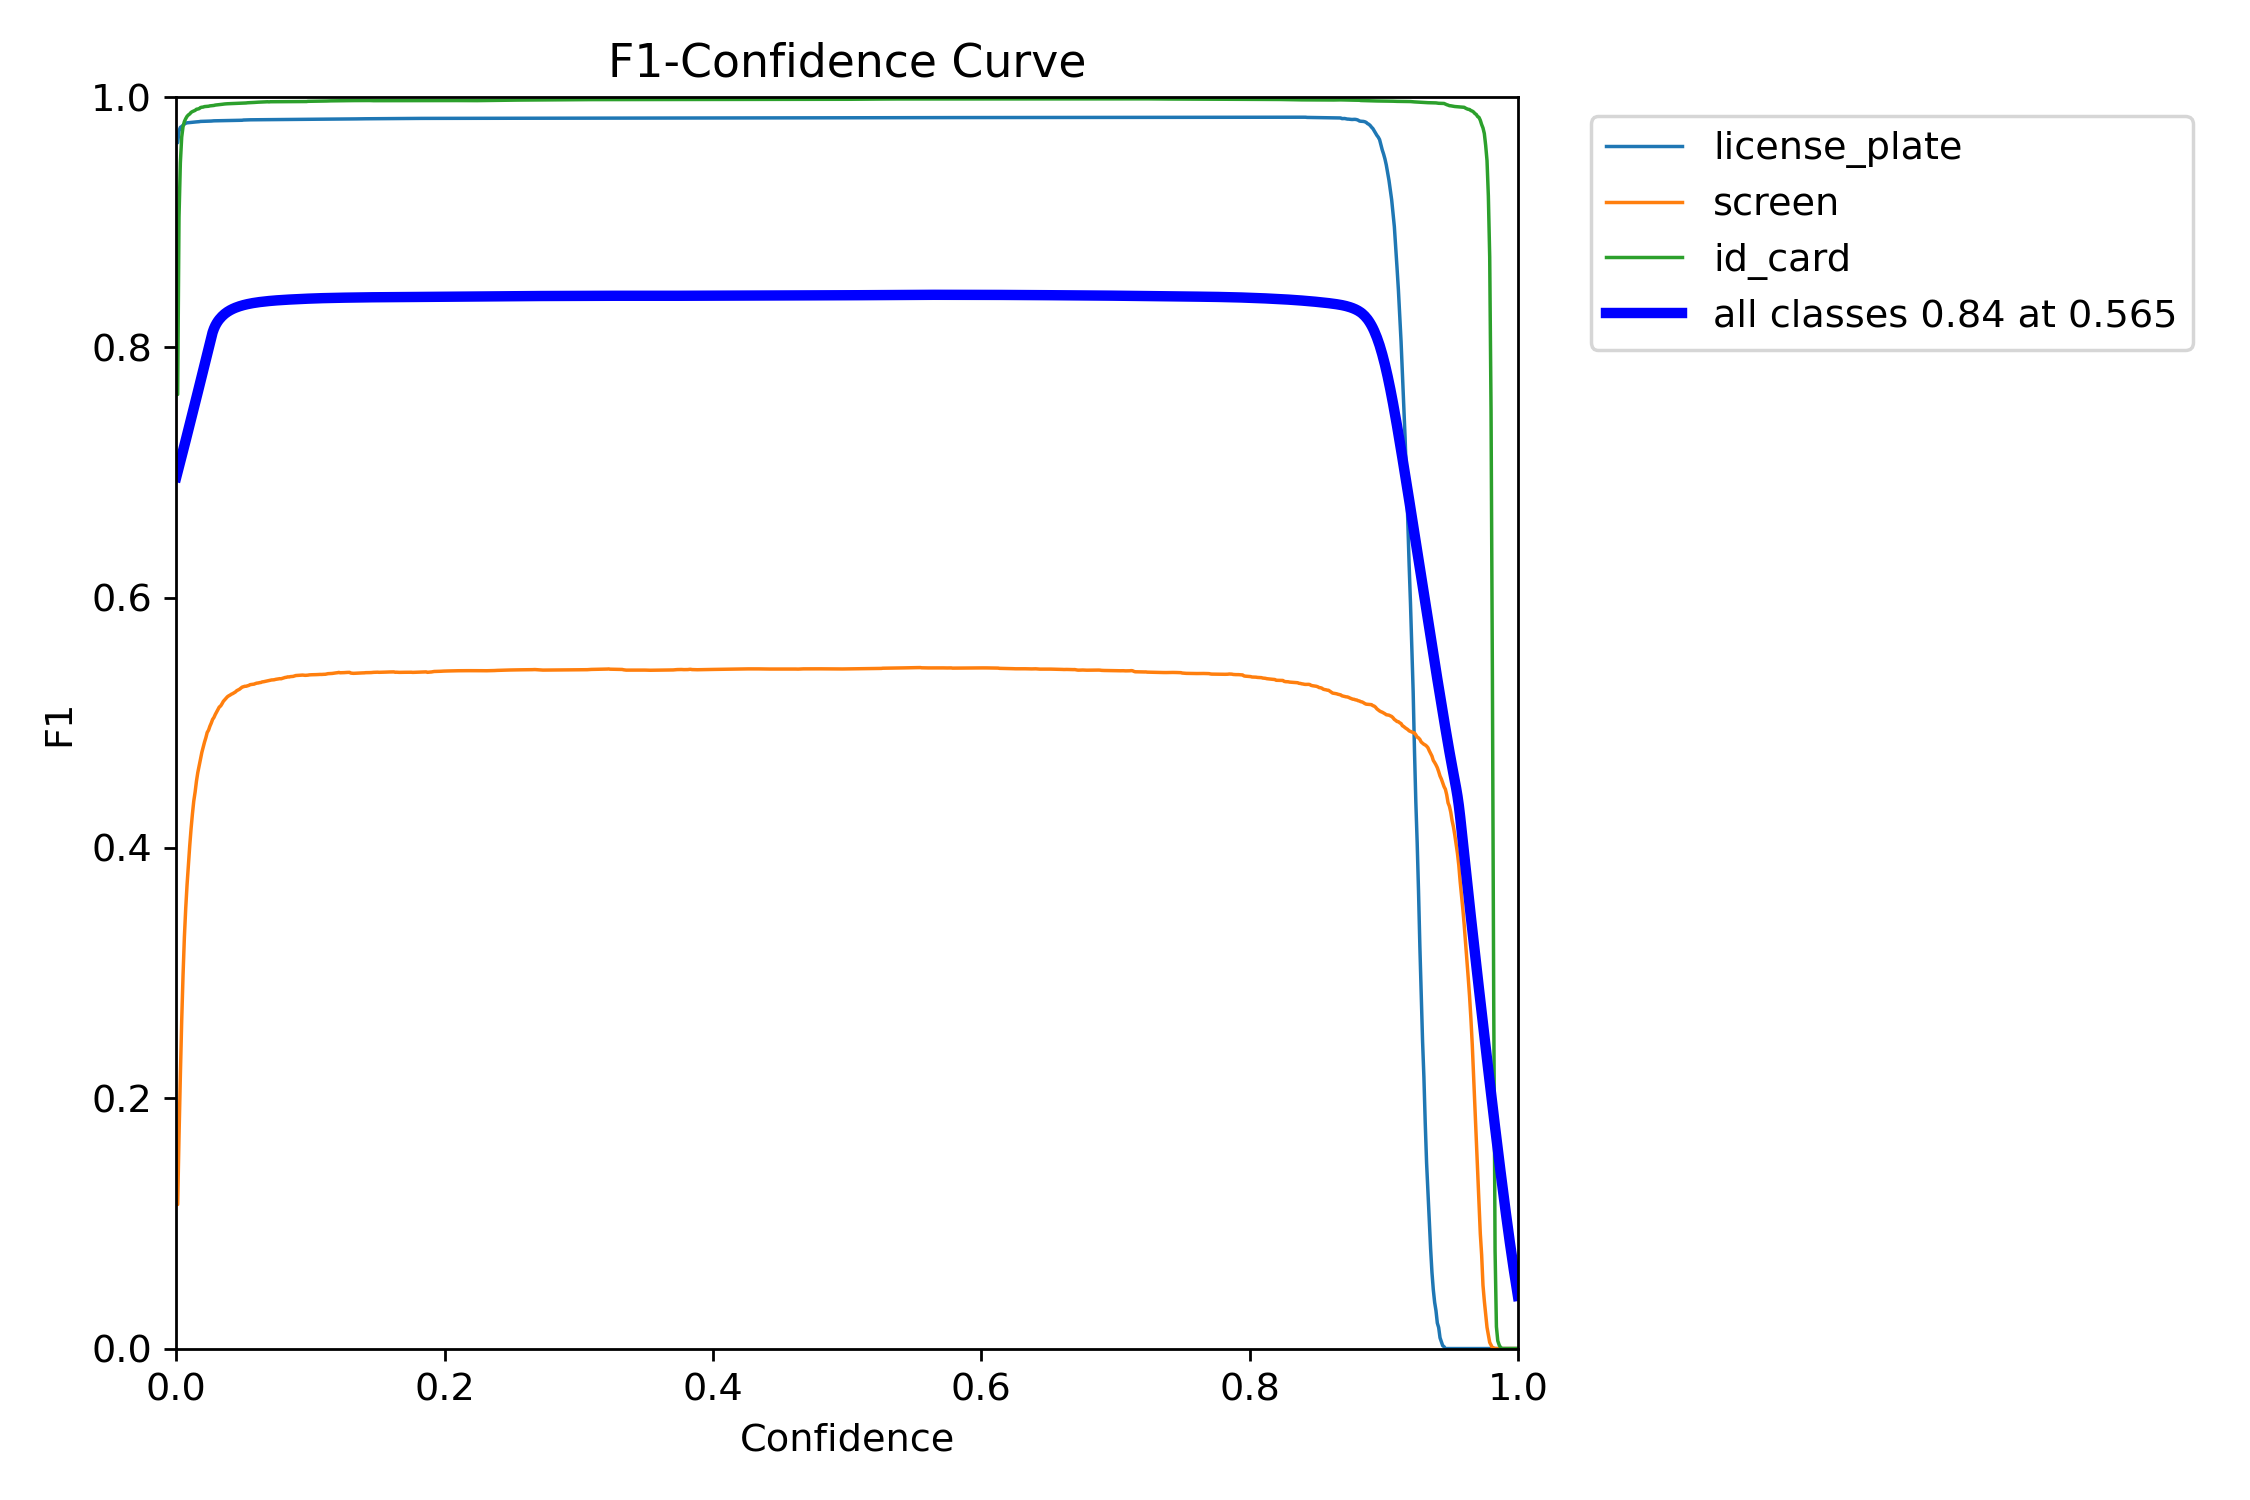 F1-Confidence Curve
1.0
0.8
0.6
0.4
0.2
0.0
F1
0.0 0.2 0.4 0.6 0.8 1.0
Confidence
license_plate
screen
id_card
all classes 0.84 at 0.565